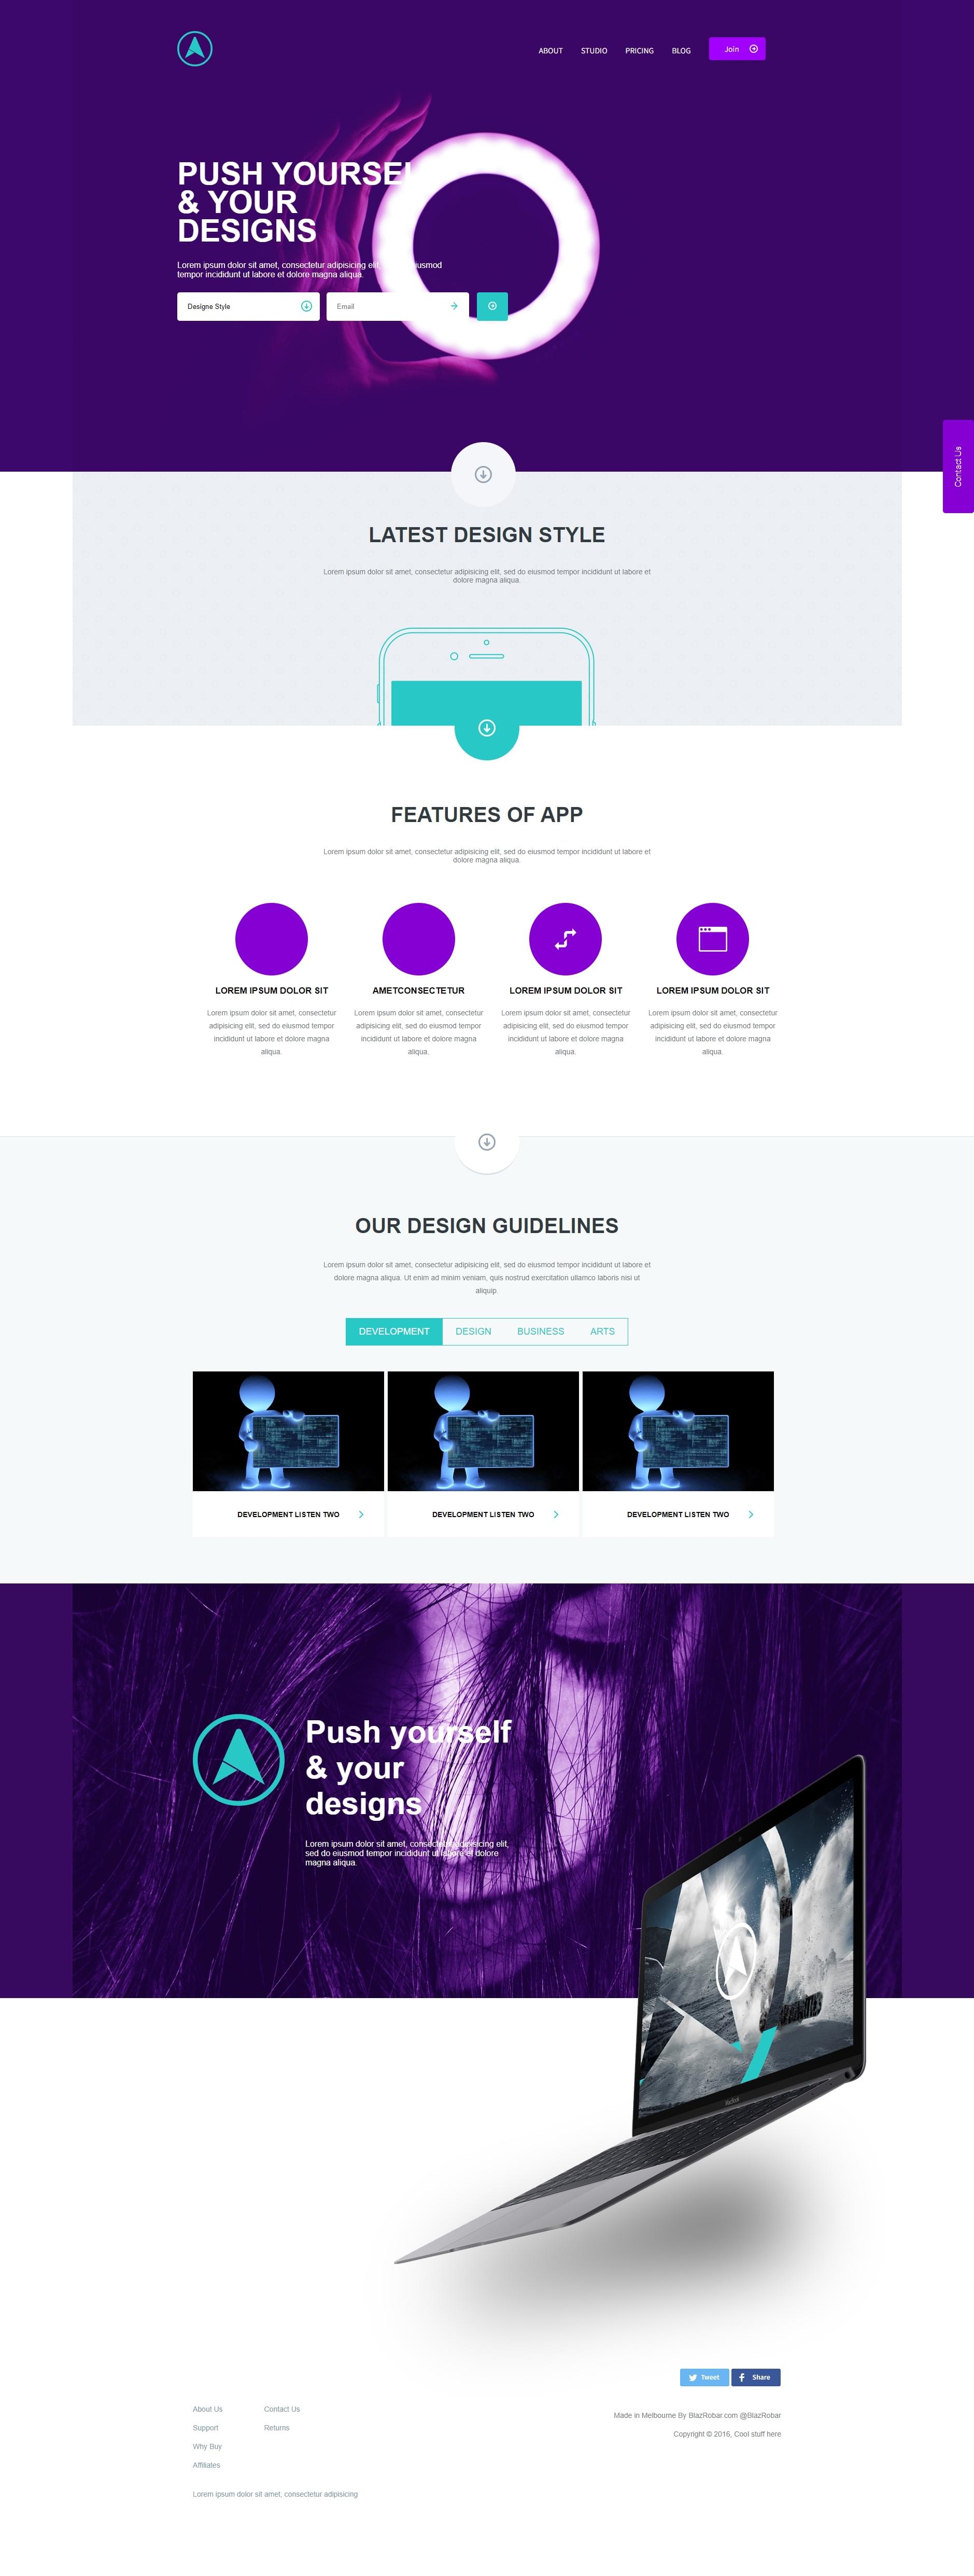 ABOUT STUDIO PRICING BLOG Join
PUSH YOURSELF
& YOUR
DESIGNS
Lorem ipsum dolor sit amet, consectetur adipisicing elit, eiusmod
tempor incididunt ut labore et dolore magna aliqua.
Designe Style Email
Contact Us
LATEST DESIGN STYLE
Lorem ipsum dolor sit amet, consectetur adipisicing elit, sed do eiusmod tempor incididunt ut labore et
dolore magna aliqua.
FEATURES OF APP
Lorem ipsum dolor sit amet, consectetur adipisicing elit, sed do eiusmod tempor incididunt ut labore et
dolore magna aliqua.
LOREM IPSUM DOLOR SIT
Lorem ipsum dolor sit amet, consectetur
adipisicing elit, sed do eiusmod tempor
incididunt ut labore et dolore magna
aliqua.
AMETCONSECTETUR
Lorem ipsum dolor sit amet, consectetur
adipisicing elit, sed do eiusmod tempor
incididunt ut labore et dolore magna
aliqua.
LOREM IPSUM DOLOR SIT
Lorem ipsum dolor sit amet, consectetur
adipisicing elit, sed do eiusmod tempor
incididunt ut labore et dolore magna
aliqua.
LOREM IPSUM DOLOR SIT
Lorem ipsum dolor sit amet, consectetur
adipisicing elit, sed do eiusmod tempor
incididunt ut labore et dolore magna
aliqua.
OUR DESIGN GUIDELINES
Lorem ipsum dolor sit amet, consectetur adipisicing elit, sed do eiusmod tempor incididunt ut labore et
dolore magna aliqua. Ut enim ad minim veniam, quis nostrud exercitation ullamco laboris nisi ut
aliquip.
DEVELOPMENT DESIGN BUSINESS ARTS
DEVELOPMENT LISTEN TWO
DEVELOPMENT LISTEN TWO
DEVELOPMENT LISTEN TWO
Push yourself
& your
designs
Lorem ipsum dolor sit amet, consectetur adipisicing elit,
sed do eiusmod tempor incididunt ut labore et dolore
magna aliqua.
MacBook
Tweet Share
About Us
Support
Why Buy
Affiliates
Contact Us
Returns
Made in Melbourne By BlazRobar.com @BlazRobar
Copyright © 2016, Cool stuff here
Lorem ipsum dolor sit amet, consectetur adipisicing